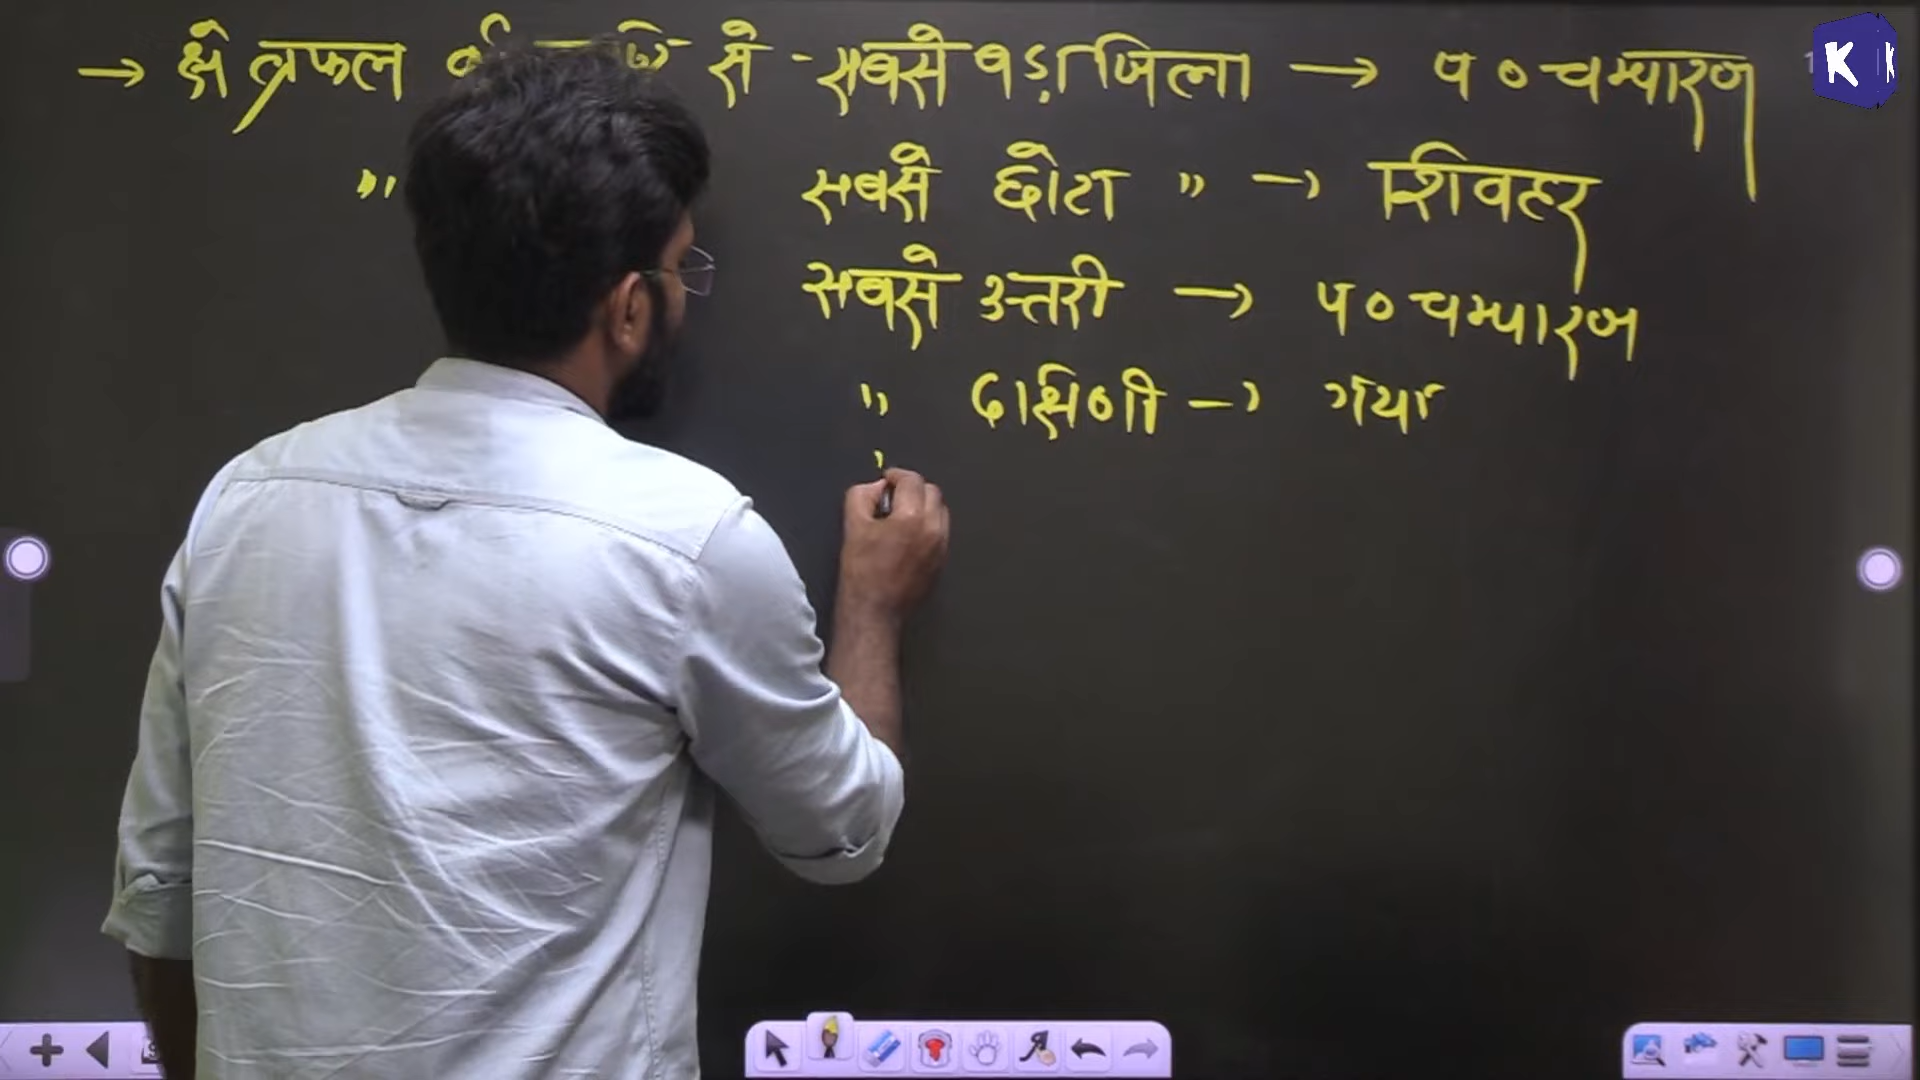 → क्षेत्रफल से - सबसे बड़ा जिला → प० चम्पारण K
" सबसे छोटा " → शिवहर
सबसे उत्तरी → प० चम्पारण
" दक्षिणी → गया